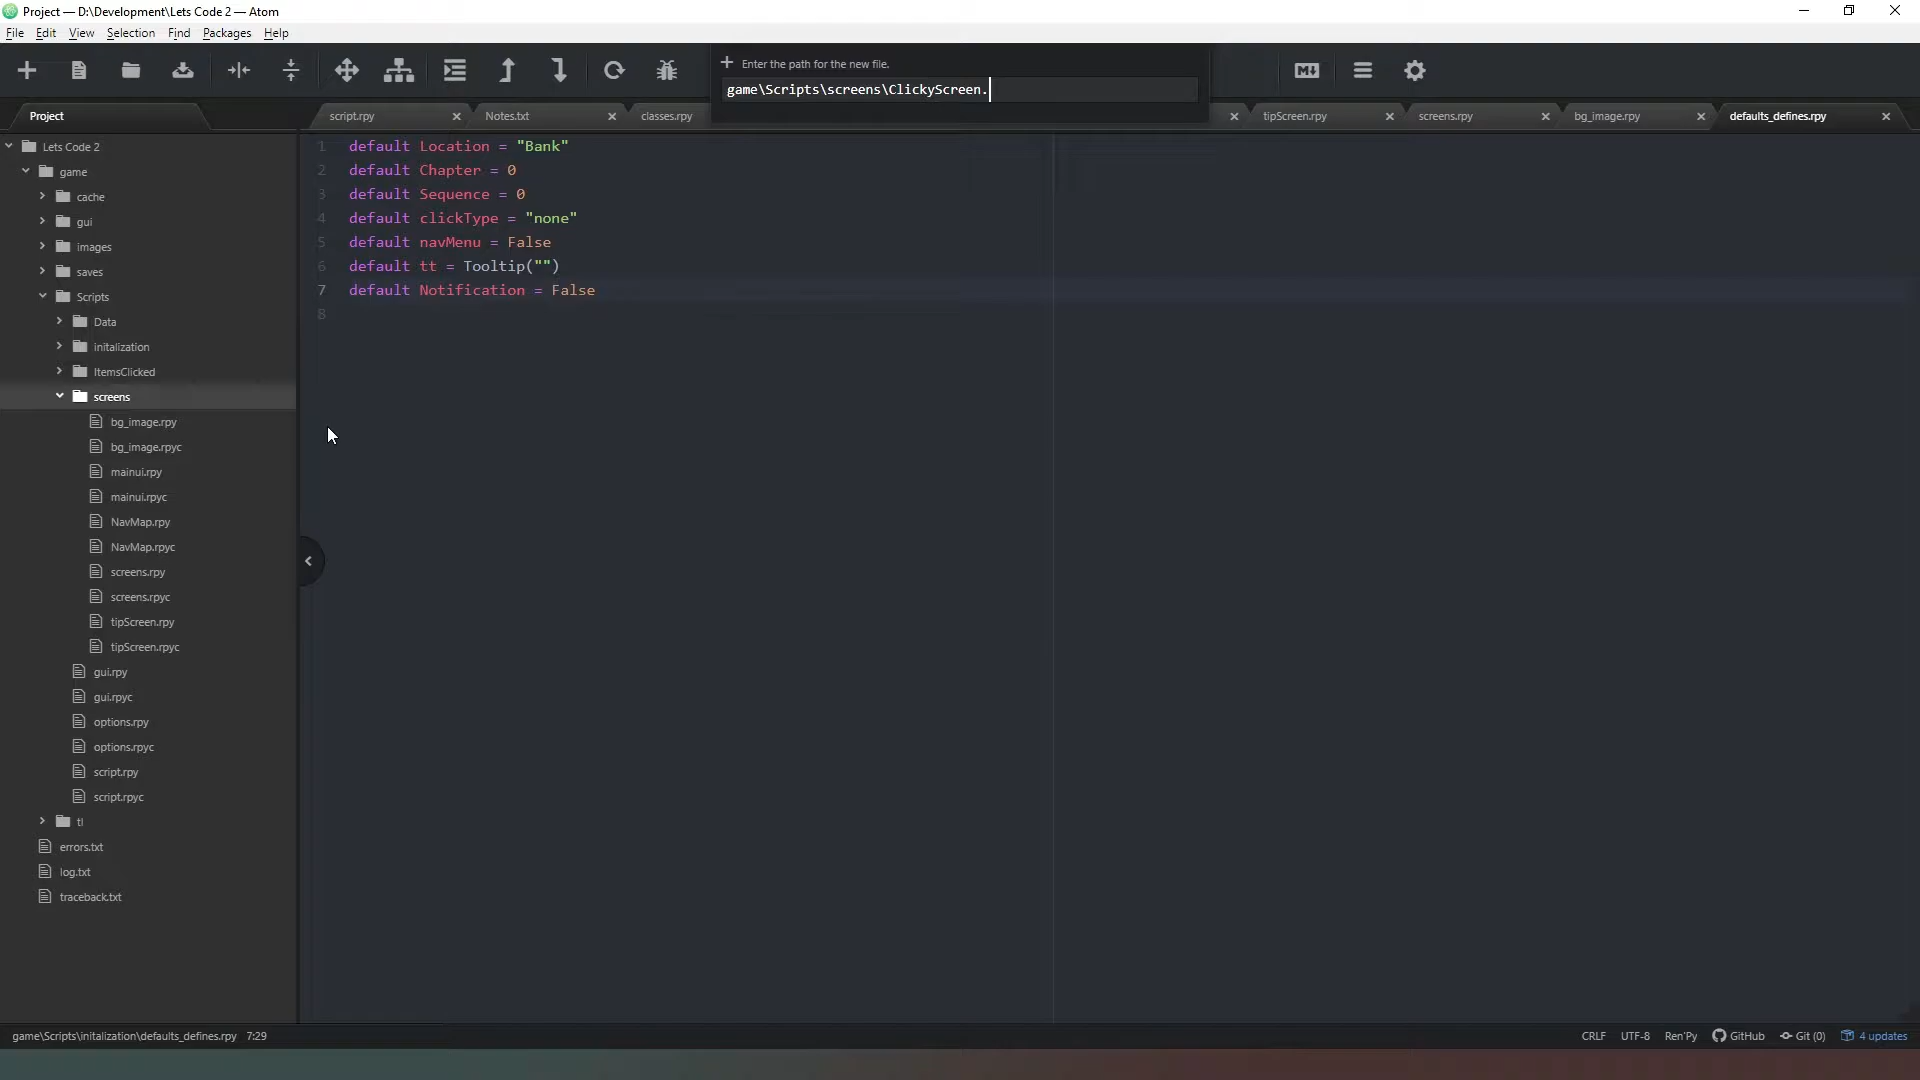 Project — D:\Development\Lets Code 2 — Atom
File Edit View Selection Find Packages Help
Enter the path for the new file.
game\Scripts\screens\ClickyScreen.
Project
script.rpy
Notes.txt
classes.rpy
tipScreen.rpy
screens.rpy
bg_image.rpy
defaults_defines.rpy
Lets Code 2
game
cache
gui
images
saves
Scripts
Data
initalization
ItemsClicked
screens
bg_image.rpy
bg_image.rpyc
mainui.rpy
mainui.rpyc
NavMap.rpy
NavMap.rpyc
screens.rpy
screens.rpyc
tipScreen.rpy
tipScreen.rpyc
gui.rpy
gui.rpyc
options.rpy
options.rpyc
script.rpy
script.rpyc
tl
errors.txt
log.txt
traceback.txt
1 default Location = "Bank"
2 default Chapter = 0
3 default Sequence = 0
4 default clickType = "none"
5 default navMenu = False
6 default tt = Tooltip("")
7 default Notification = False
8
game\Scripts\initalization\defaults_defines.rpy 7:29
CRLF UTF-8 Ren'Py GitHub Git (0) 4 updates